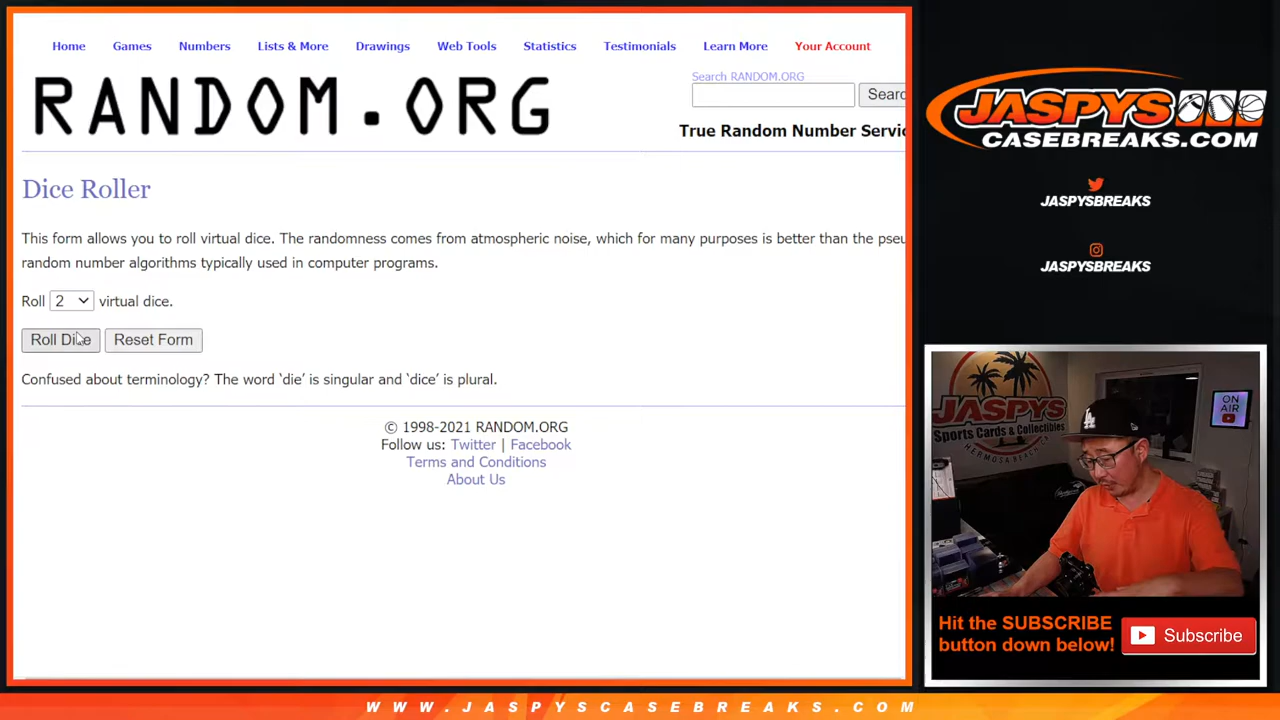 Home Games Numbers Lists & More Drawings Web Tools Statistics Testimonials Learn More Your Account
RANDOM.ORG
Search RANDOM.ORG
Searc
True Random Number Servic
Dice Roller
This form allows you to roll virtual dice. The randomness comes from atmospheric noise, which for many purposes is better than the pseu
random number algorithms typically used in computer programs.
Roll 2 virtual dice.
Roll Dice Reset Form
Confused about terminology? The word ‘die’ is singular and ‘dice’ is plural.
© 1998-2021 RANDOM.ORG
Follow us: Twitter | Facebook
Terms and Conditions
About Us
JASPYS
CASEBREAKS.COM
JASPYSBREAKS
JASPYSBREAKS
JASPYS
Sports Cards & Collectibles
HERMOSA BEACH
ON
AIR
LA
Hit the SUBSCRIBE
button down below!
Subscribe
WWW.JASPYSCASEBREAKS.COM